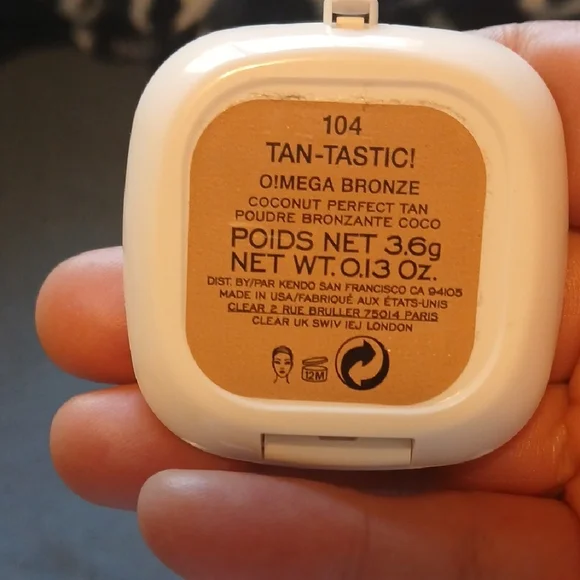 104
TAN-TASTIC!
O!MEGA BRONZE
COCONUT PERFECT TAN
POUDRE BRONZANTE COCO
POIDS NET 3.6g
NET WT. 0.13 Oz.
DIST. BY/PAR KENDO SAN FRANCISCO CA 94105
MADE IN USA/FABRIQUÉ AUX ÉTATS-UNIS
CLEAR 2 RUE BRULLER 75014 PARIS
CLEAR UK SW1V 1EJ LONDON
12M